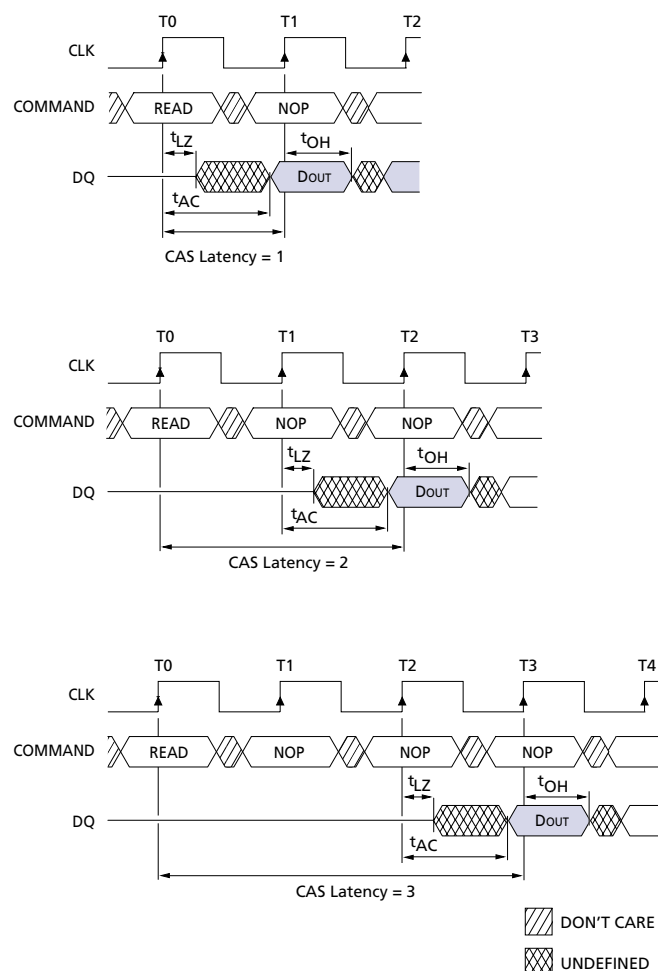 T0 T1 T2
CLK
COMMAND READ NOP
tLZ tOH
DQ DOUT
tAC
CAS Latency = 1
T0 T1 T2 T3
CLK
COMMAND READ NOP NOP
tLZ tOH
DQ DOUT
tAC
CAS Latency = 2
T0 T1 T2 T3 T4
CLK
COMMAND READ NOP NOP NOP
tLZ tOH
DQ DOUT
tAC
CAS Latency = 3
DON'T CARE
UNDEFINED